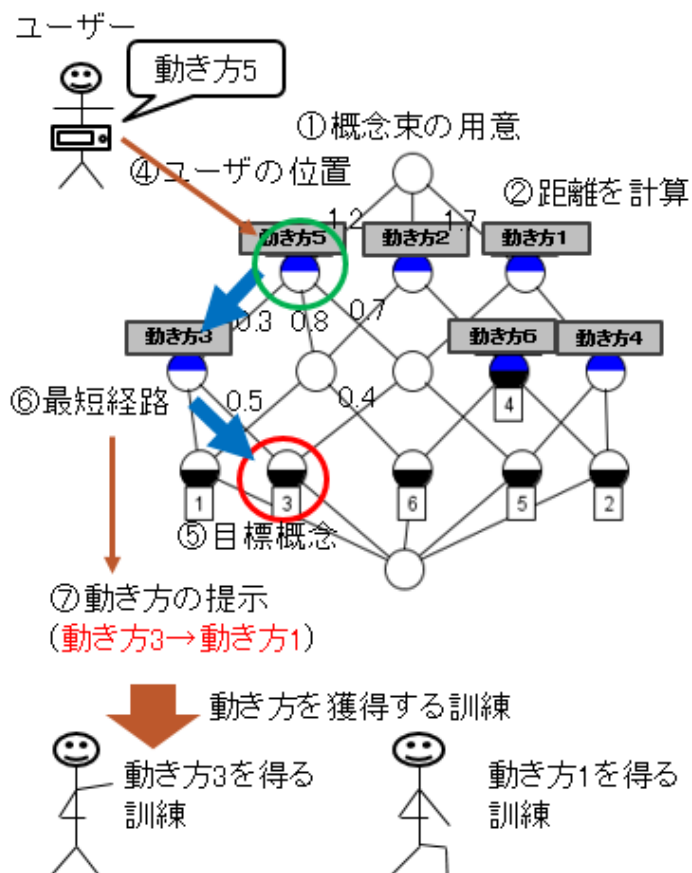 ユーザー
動き方5
①概念束の用意
④ユーザの位置
②距離を計算
1.2
1.7
動き方5
動き方2
動き方1
0.3
0.8
0.7
動き方3
動き方6
動き方4
⑥最短経路
0.5
0.4
4
1
3
6
5
2
⑤目標概念
⑦動き方の提示
(動き方3→動き方1)
動き方を獲得する訓練
動き方3を得る
訓練
動き方1を得る
訓練